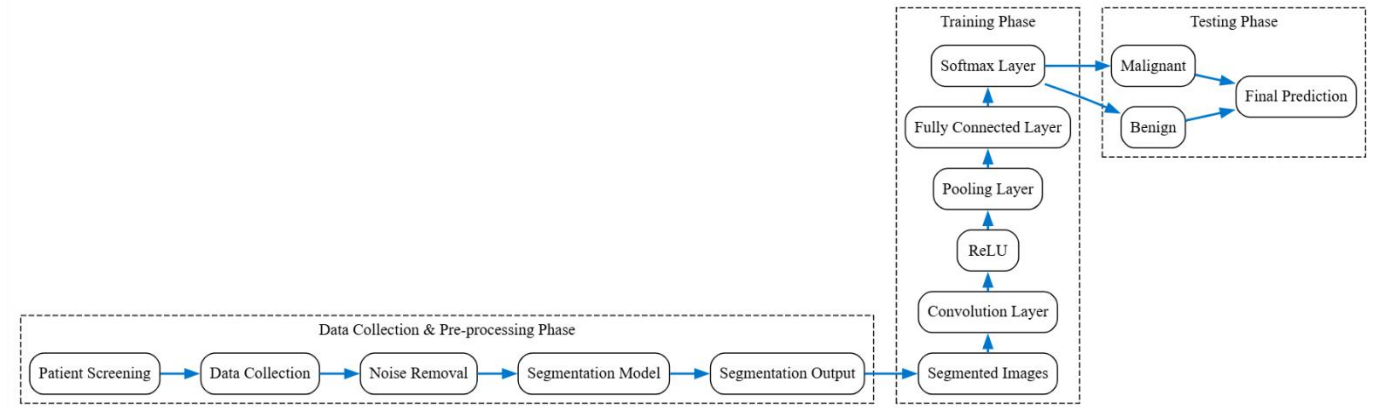 Training Phase
Testing Phase
Softmax Layer
Malignant
Final Prediction
Fully Connected Layer
Benign
Pooling Layer
ReLU
Convolution Layer
Data Collection & Pre-processing Phase
Patient Screening
Data Collection
Noise Removal
Segmentation Model
Segmentation Output
Segmented Images